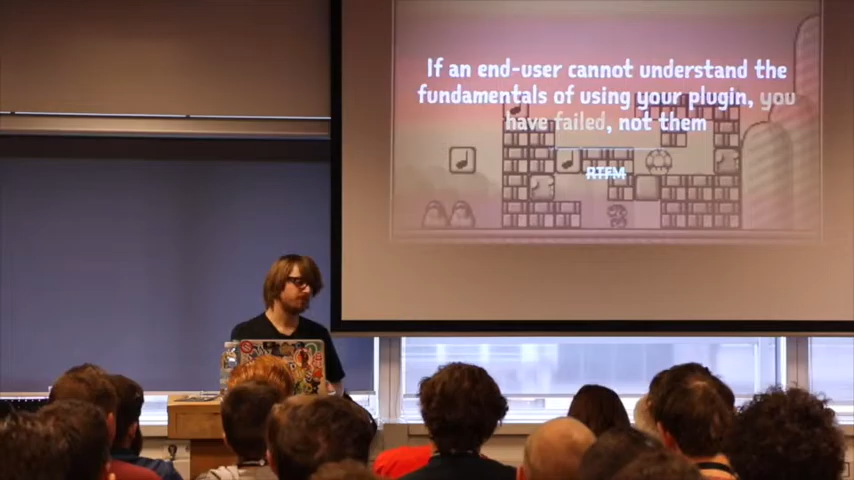 If an end-user cannot understand the
fundamentals of using your plugin, you
have failed, not them
RTFM